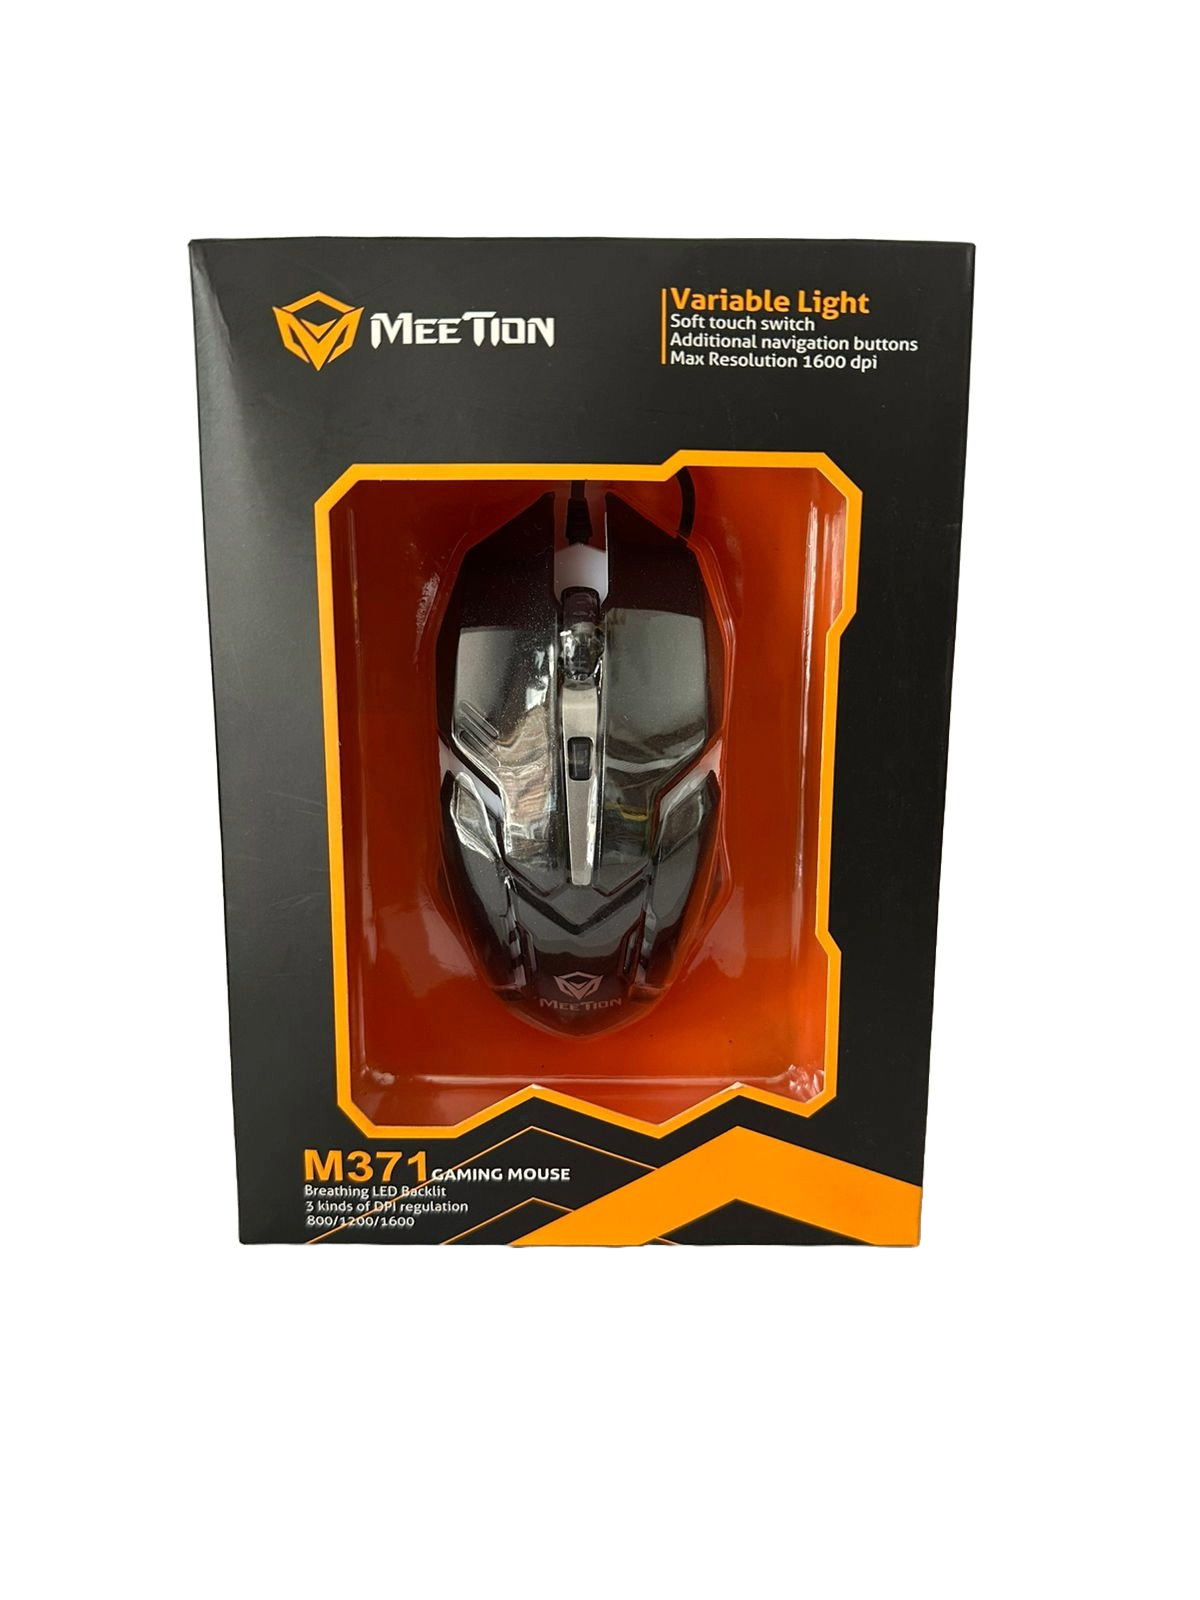 MEETION
Variable Light
Soft touch switch
Additional navigation buttons
Max Resolution 1600 dpi
MEETION
M371 GAMING MOUSE
Breathing LED Backlit
3 kinds of DPI regulation
800/1200/1600